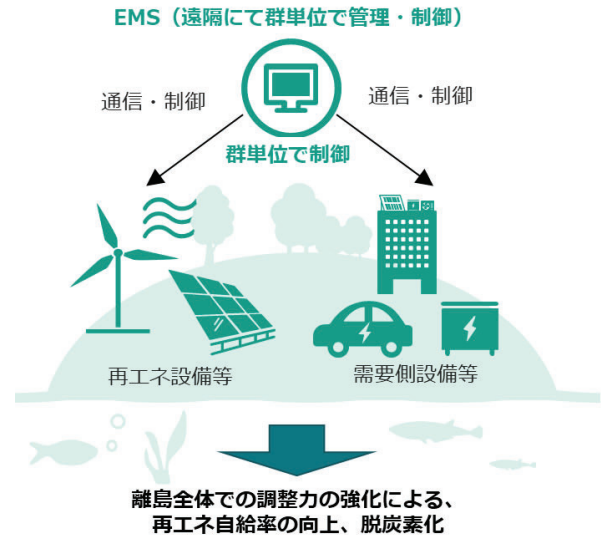 EMS（遠隔にて群単位で管理・制御）
通信・制御
通信・制御
群単位で制御
再エネ設備等
需要側設備等
離島全体での調整力の強化による、
再エネ自給率の向上、脱炭素化